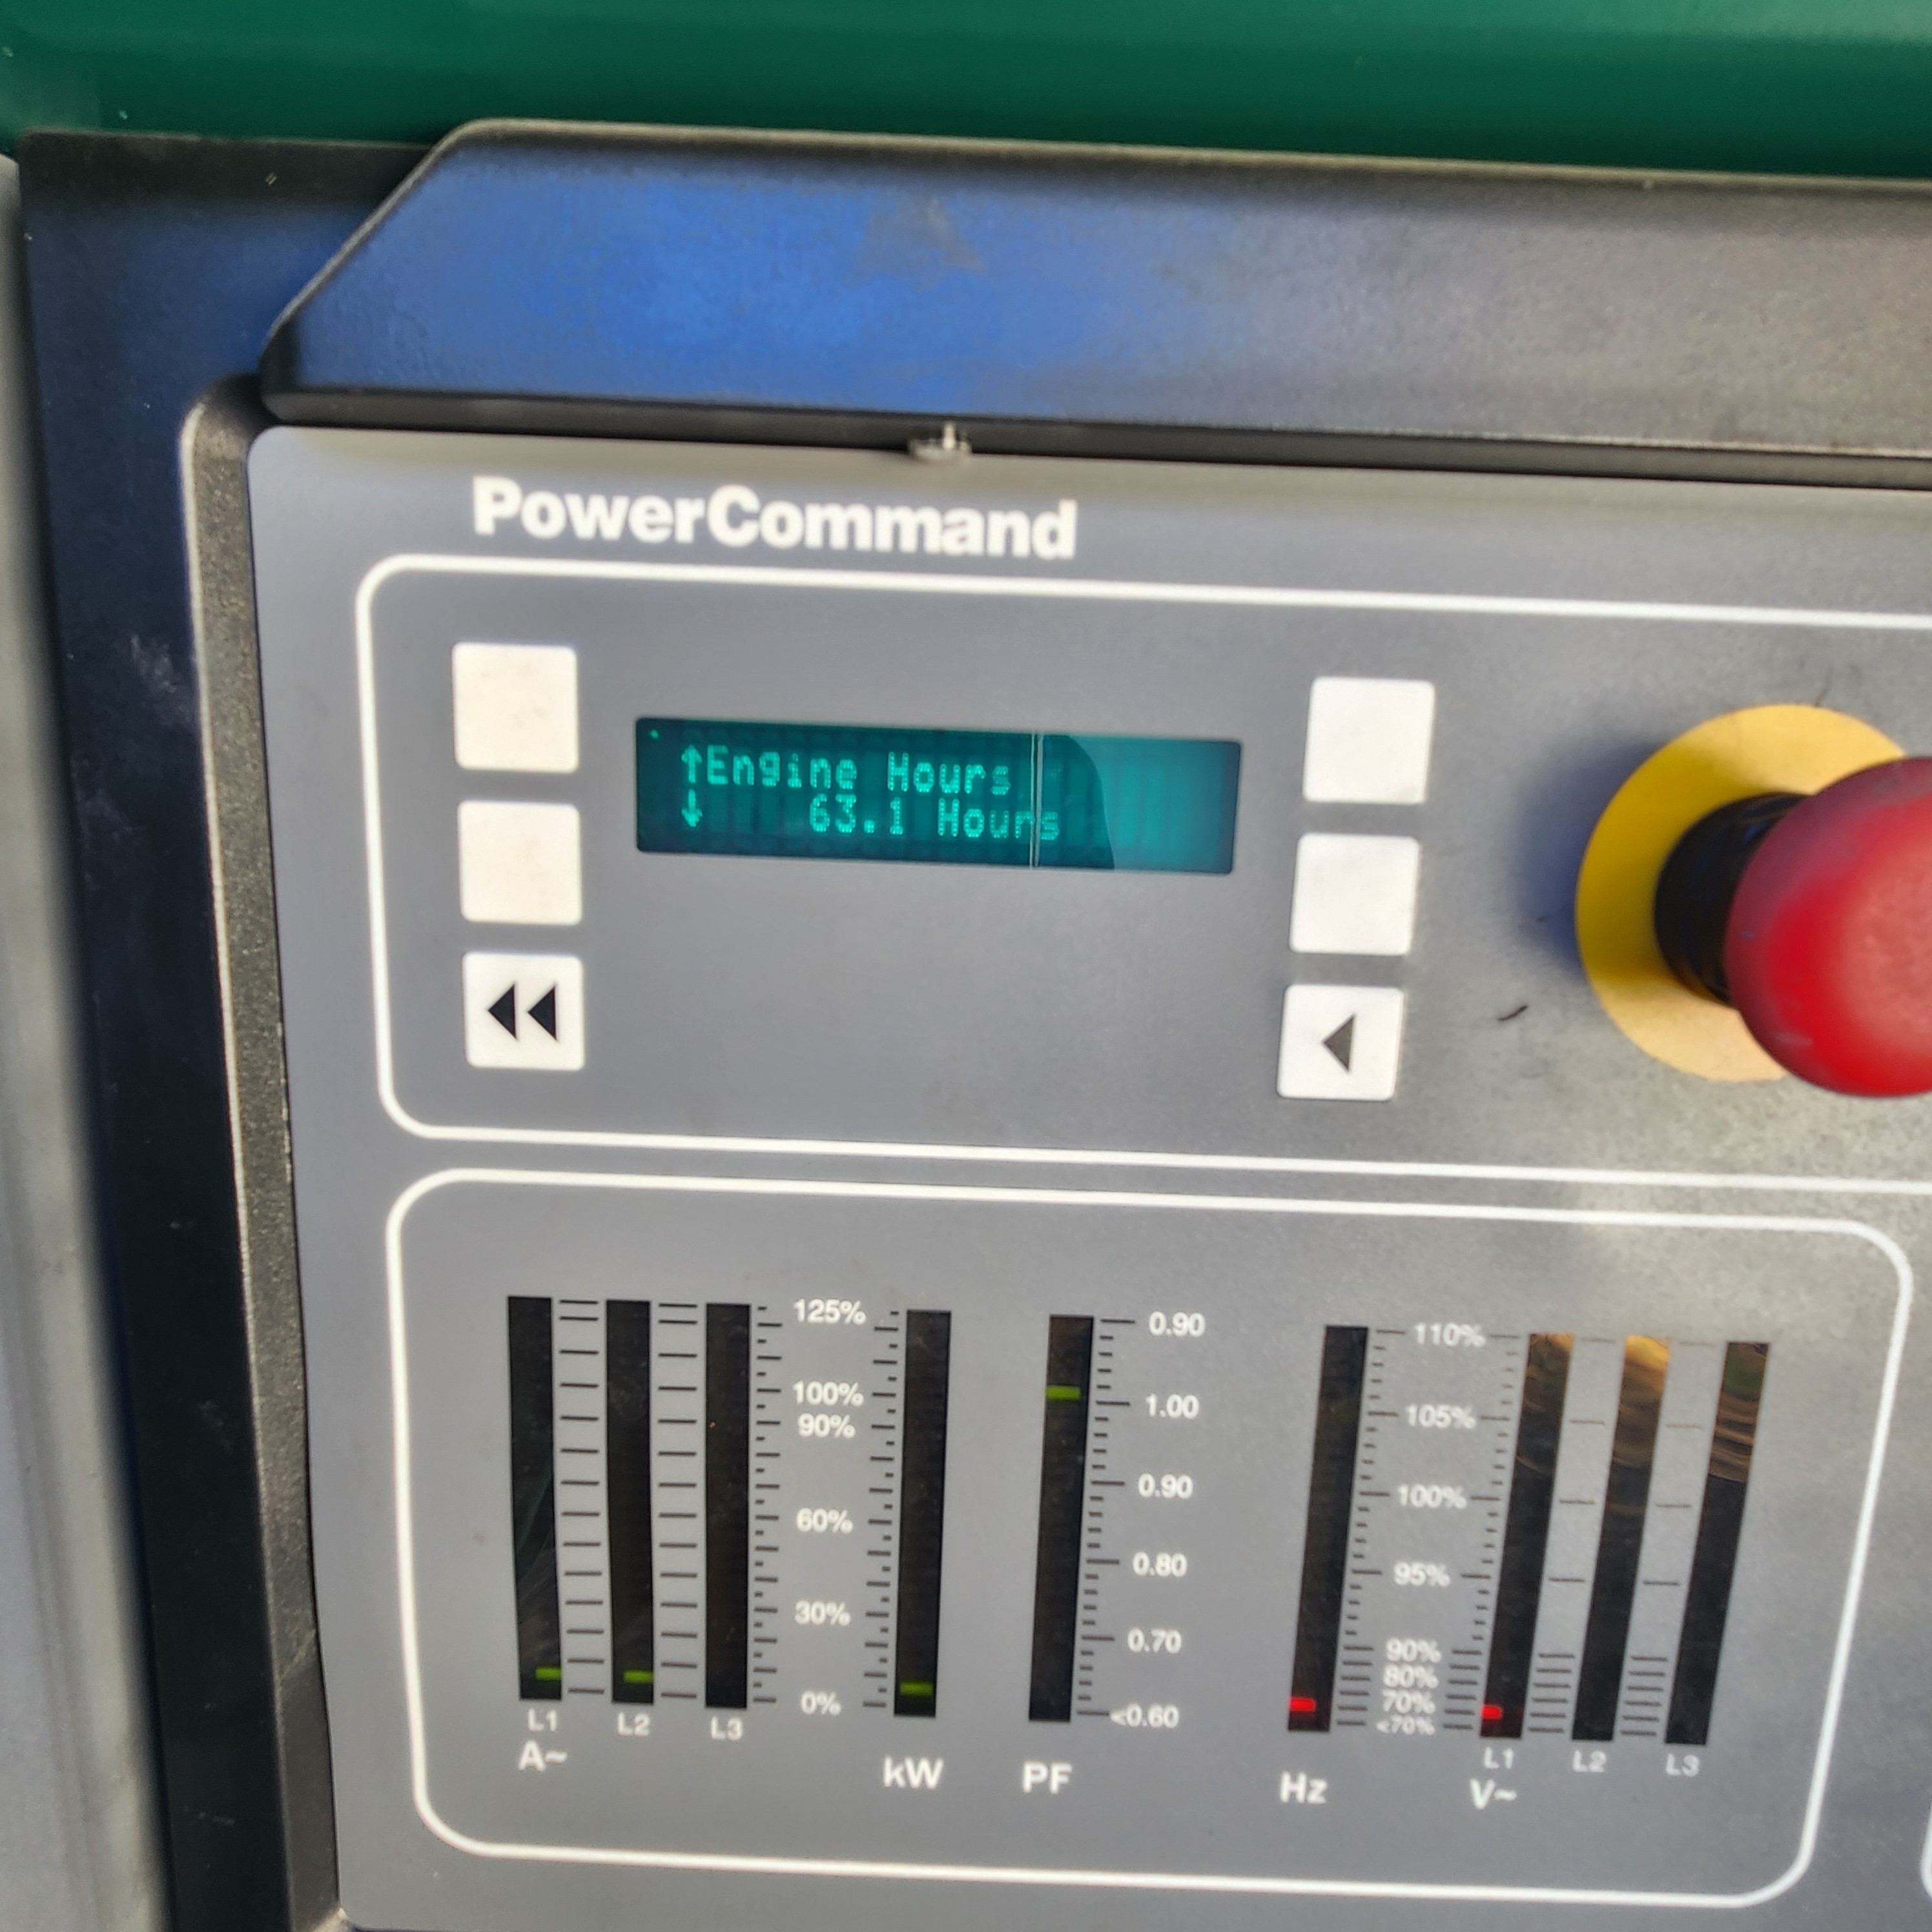 PowerCommand
↑Engine Hours
↓ 63.1 Hours
125%
100%
90%
60%
30%
0%
L1 L2 L3
A~
kW
0.90
1.00
0.90
0.80
0.70
<0.60
PF
110%
105%
100%
95%
90%
80%
70%
<70%
Hz
L1 L2 L3
V~